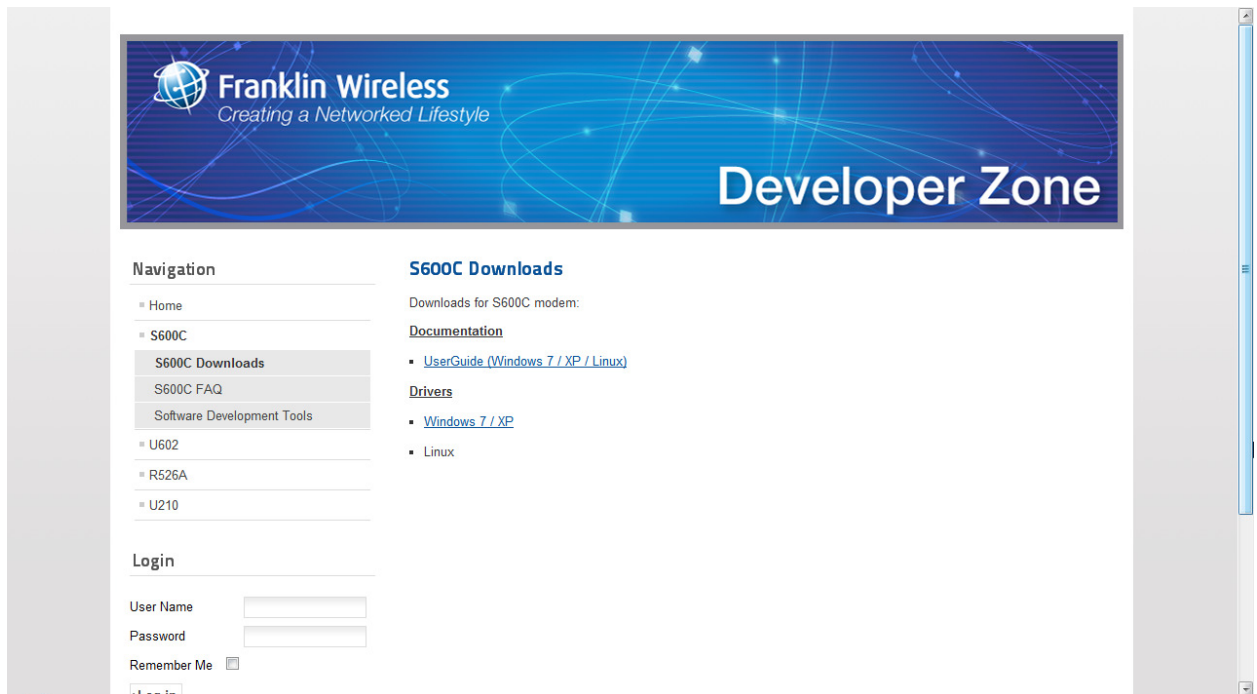 Franklin Wireless
Creating a Networked Lifestyle
Developer Zone
Navigation
Home
S600C
S600C Downloads
S600C FAQ
Software Development Tools
U602
R526A
U210
Login
User Name
Password
Remember Me
S600C Downloads
Downloads for S600C modem:
Documentation
UserGuide (Windows 7 / XP / Linux)
Drivers
Windows 7 / XP
Linux